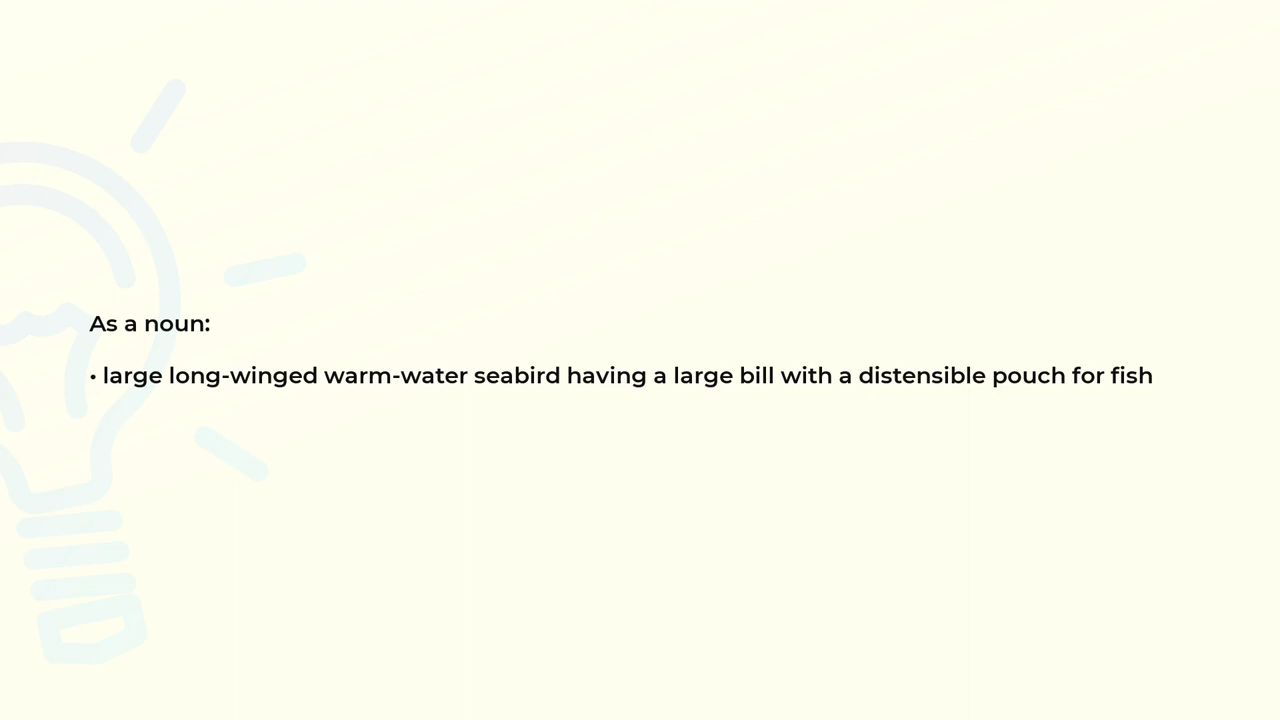 As a noun:
• large long-winged warm-water seabird having a large bill with a distensible pouch for fish